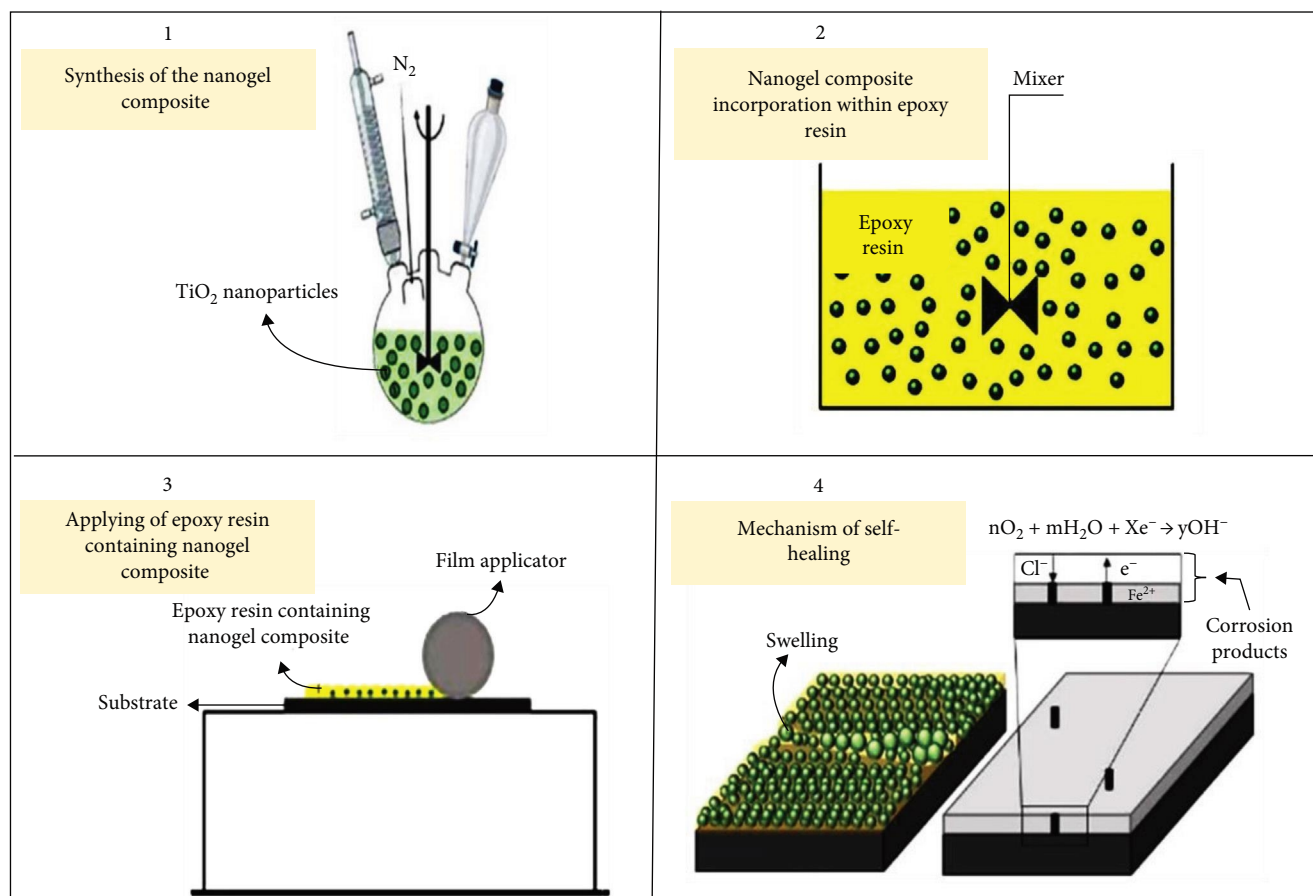 1
Synthesis of the nanogel
composite
N₂
TiO₂ nanoparticles
2
Nanogel composite
incorporation within epoxy
resin
Mixer
Epoxy
resin
3
Applying of epoxy resin
containing nanogel
composite
Film applicator
Epoxy resin containing
nanogel composite
Substrate
4
Mechanism of self-
healing
nO₂ + mH₂O + Xe⁻ → yOH⁻
Cl⁻
e⁻
Fe²⁺
Corrosion
products
Swelling